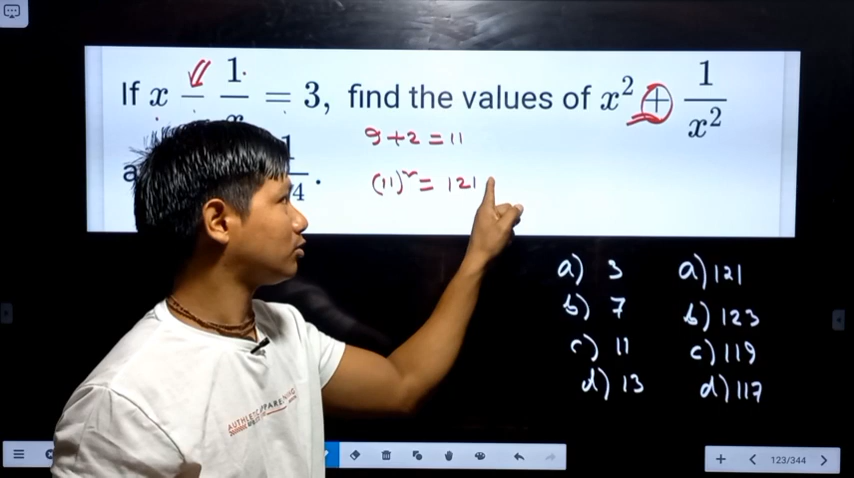 If x − 1/x = 3, find the values of x² + 1/x²
a 1/4.
9 + 2 = 11
(11)² = 121
a) 3 a) 121
b) 7 b) 123
c) 11 c) 119
d) 13 d) 117
123/344